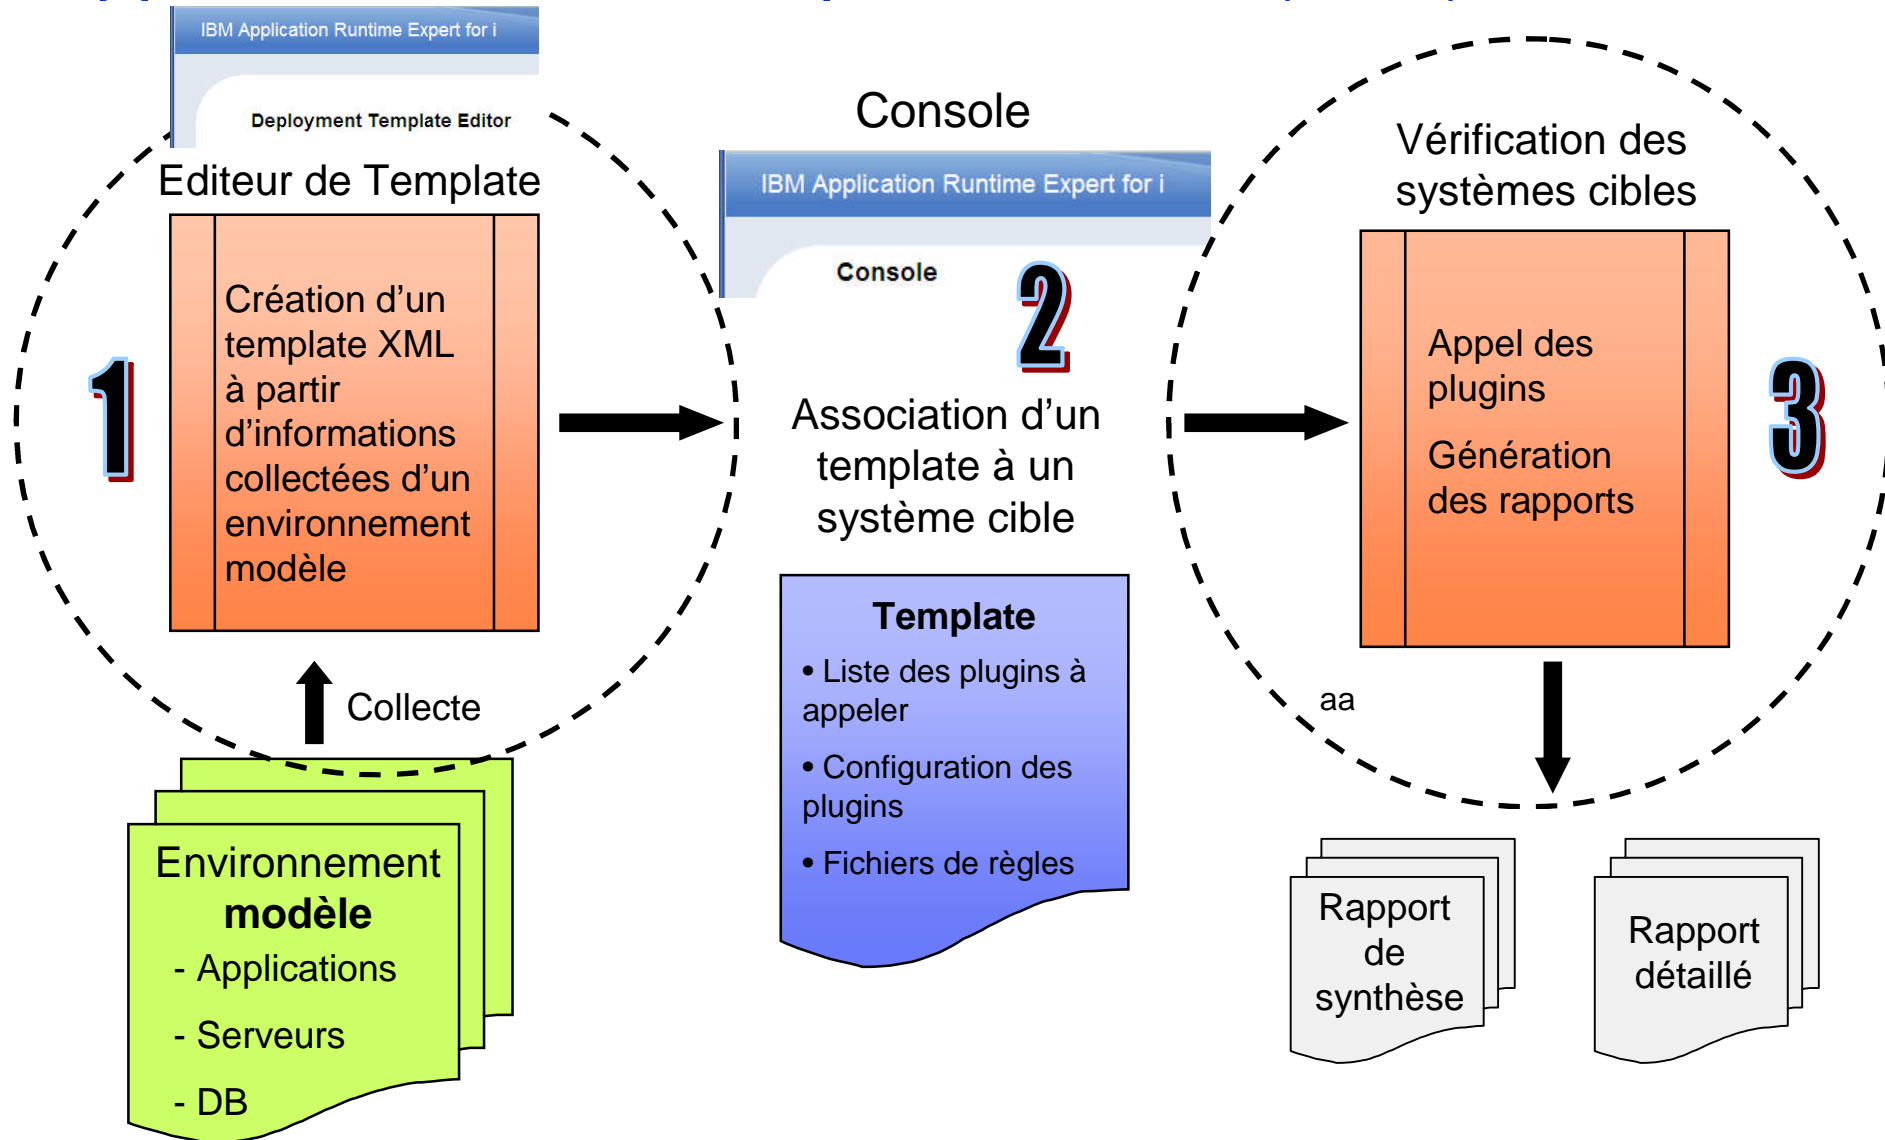 IBM Application Runtime Expert for i
Deployment Template Editor
Editeur de Template
1
Création d’un
template XML
à partir
d’informations
collectées d’un
environnement
modèle
Collecte
Environnement
modèle
- Applications
- Serveurs
- DB
Console
IBM Application Runtime Expert for i
Console
2
Association d’un
template à un
système cible
Template
• Liste des plugins à
appeler
• Configuration des
plugins
• Fichiers de règles
Vérification des
systèmes cibles
Appel des
plugins
Génération
des rapports
3
aa
Rapport
de
synthèse
Rapport
détaillé